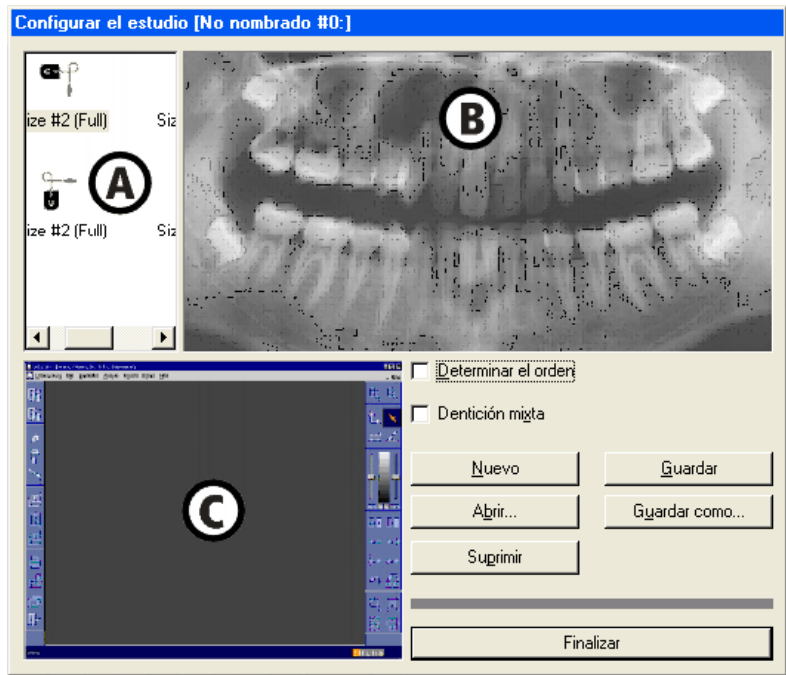 Configurar el estudio [No nombrado #0:]
ize #2 (Full) Siz
A
B
ize #2 (Full) Siz
Determinar el orden
Dentición mixta
C
Nuevo Guardar
Abrir... Guardar como...
Suprimir
Finalizar